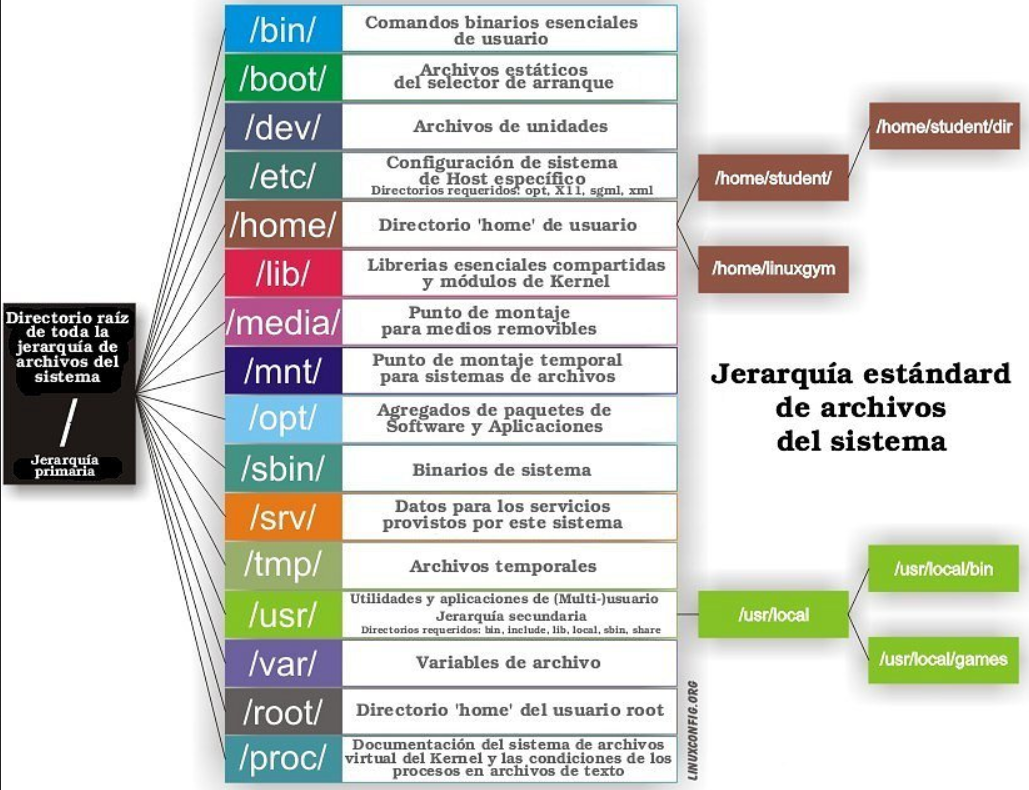 Directorio raíz
de toda la
jerarquía de
archivos del
sistema
/
Jerarquía
primaria
/bin/
Comandos binarios esenciales
de usuario
/boot/
Archivos estáticos
del selector de arranque
/dev/
Archivos de unidades
/etc/
Configuración de sistema
de Host específico
Directorios requeridos: opt, X11, sgml, xml
/home/
Directorio 'home' de usuario
/lib/
Librerias esenciales compartidas
y módulos de Kernel
/media/
Punto de montaje
para medios removibles
/mnt/
Punto de montaje temporal
para sistemas de archivos
/opt/
Agregados de paquetes de
Software y Aplicaciones
/sbin/
Binarios de sistema
/srv/
Datos para los servicios
provistos por este sistema
/tmp/
Archivos temporales
/usr/
Utilidades y aplicaciones de (Multi-)usuario
Jerarquía secundaria
Directorios requeridos: bin, include, lib, local, sbin, share
/var/
Variables de archivo
/root/
Directorio 'home' del usuario root
/proc/
Documentación del sistema de archivos
virtual del Kernel y las condiciones de los
procesos en archivos de texto
/home/student/
/home/student/dir
/home/linuxgym
Jerarquía estándard
de archivos
del sistema
/usr/local
/usr/local/bin
/usr/local/games
LINUXCONFIG.ORG